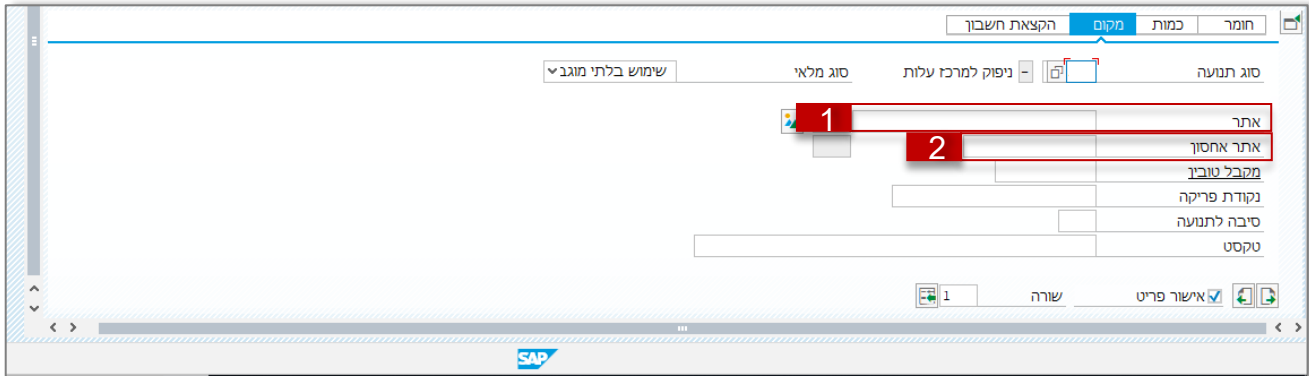 חומר כמות מקום הקצאת חשבון
סוג תנועה - ניפוק למרכז עלות סוג מלאי שימוש בלתי מוגב
אתר 1
אתר אחסון 2
מקבל טובין
נקודת פריקה
סיבה לתנועה
טקסט
אישור פריט שורה 1
SAP